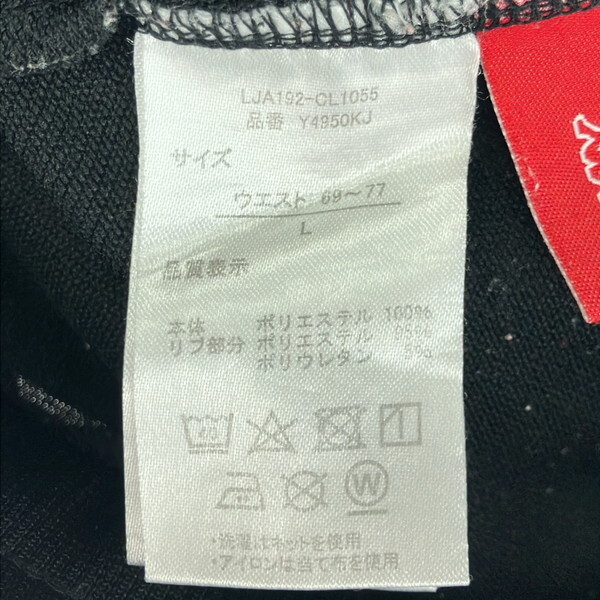 LJA192-CL1055
品番 Y4950KJ
サイズ
ウエスト 69〜77
L
品質表示
本体 ポリエステル 100%
リブ部分 ポリエステル 95%
ポリウレタン 5%
W
・洗濯はネットを使用
・アイロンは当て布を使用